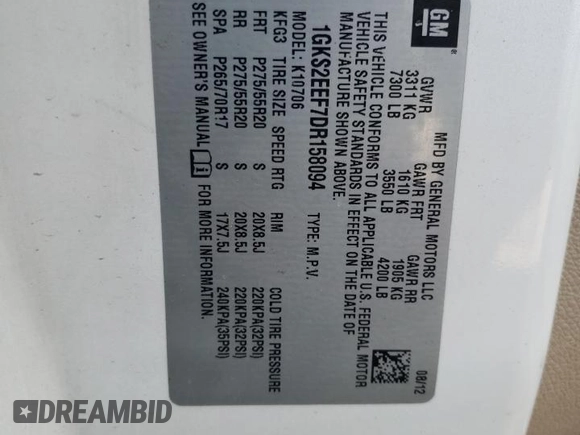 GM
MFD BY GENERAL MOTORS LLC
08/12
GVWR GAWR FRT GAWR RR
3311 KG 1610 KG 1905 KG
7300 LB 3550 LB 4200 LB
THIS VEHICLE CONFORMS TO ALL APPLICABLE U.S. FEDERAL MOTOR
VEHICLE SAFETY STANDARDS IN EFFECT ON THE DATE OF
MANUFACTURE SHOWN ABOVE.
1GKS2EEF7DR158094 TYPE: M.P.V.
K10706
KFG3 TIRE SIZE SPEED RTG RIM COLD TIRE PRESSURE
FRT P275/55R20 S 20X8.5J 220KPA(32PSI)
RR P275/55R20 S 20X8.5J 220KPA(32PSI)
SPA P265/70R17 S 17X7.5J 240KPA(35PSI)
SEE OWNER'S MANUAL FOR MORE INFORMATION.
DREAMBID